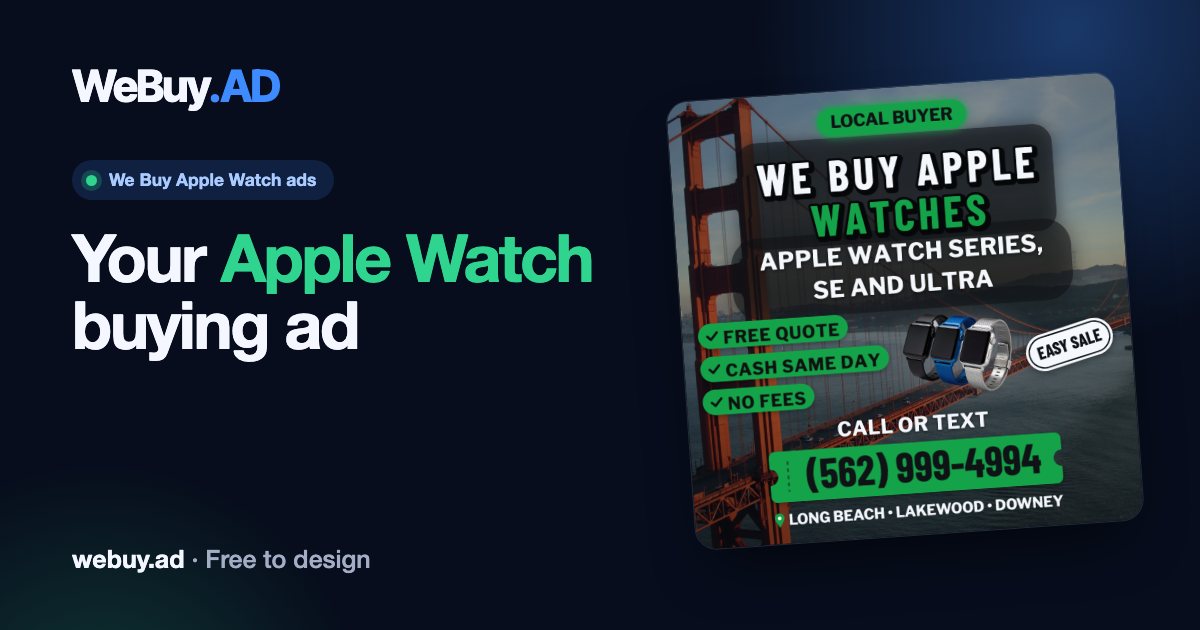 WeBuy.AD
We Buy Apple Watch ads
Your Apple Watch
buying ad
webuy.ad · Free to design
LOCAL BUYER
WE BUY APPLE
WATCHES
APPLE WATCH SERIES,
SE AND ULTRA
FREE QUOTE
CASH SAME DAY
NO FEES
EASY SALE
CALL OR TEXT
(562) 999-4994
LONG BEACH • LAKEWOOD • DOWNEY